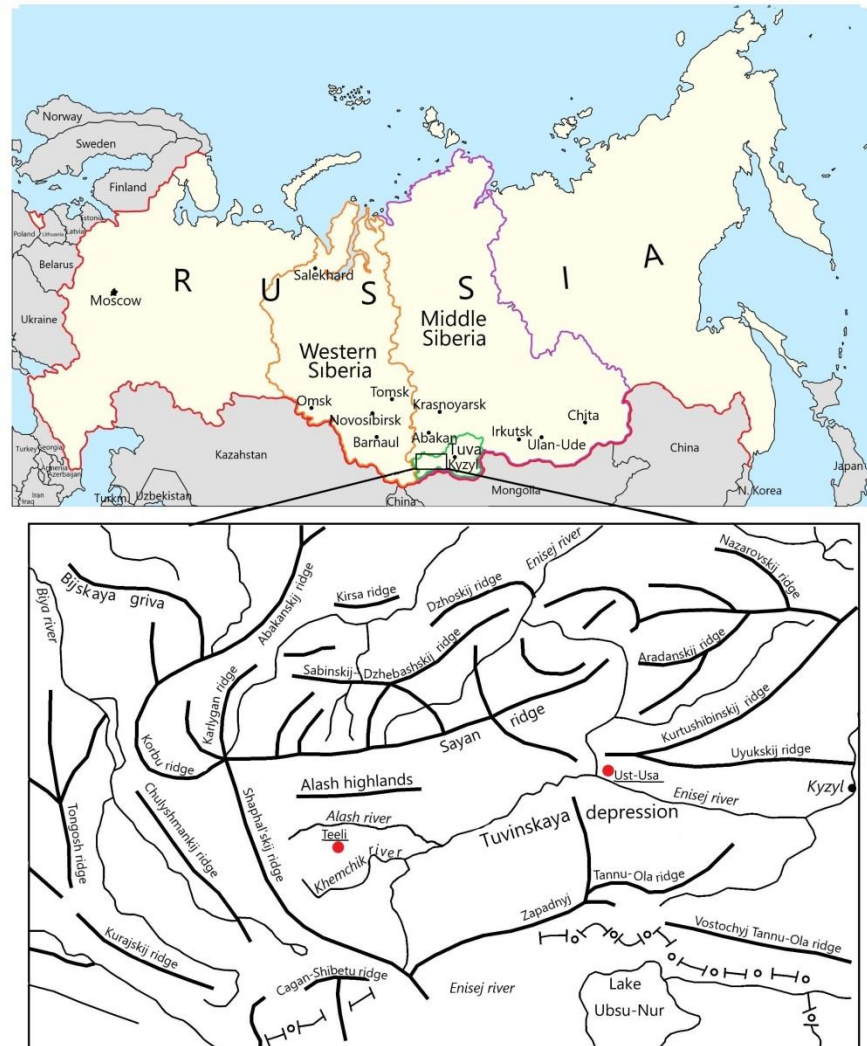 Norway
Sweden
Finland
Estonia
Latvia
Lithuania
Poland
Belarus
Ukraine
Moscow
R U S S I A
Salekhard
Western
Siberia
Middle
Siberia
Omsk
Tomsk
Novosibirsk
Barnaul
Krasnoyarsk
Abakan
Tuva
Kyzyl
Irkutsk
Ulan-Ude
Chita
Kazahstan
Turkey
Georgia
Armenia
Azerbaijan
Iran
Iraq
Turkm.
Uzbekistan
China
Mongolia
China
N. Korea
Japan
Biya river
Bijskaya griva
Abakanskij ridge
Kirsa ridge
Dzhoskij ridge
Enisej river
Nazarovskij ridge
Sabinskij-Dzhebashskij ridge
Aradanskij ridge
Karlygan ridge
Korbu ridge
Sayan ridge
Kurtushibinskij ridge
Uyukskij ridge
Alash highlands
Ust-Usa
Enisej river
Kyzyl
Tongosh ridge
Chulyshmankij ridge
Shaphal'skij ridge
Alash river
Teeli
Khemchik river
Tuvinskaya depression
Tannu-Ola ridge
Zapadnyj
Vostochyj Tannu-Ola ridge
Kurajskij ridge
Cagan-Shibetu ridge
Enisej river
Lake
Ubsu-Nur